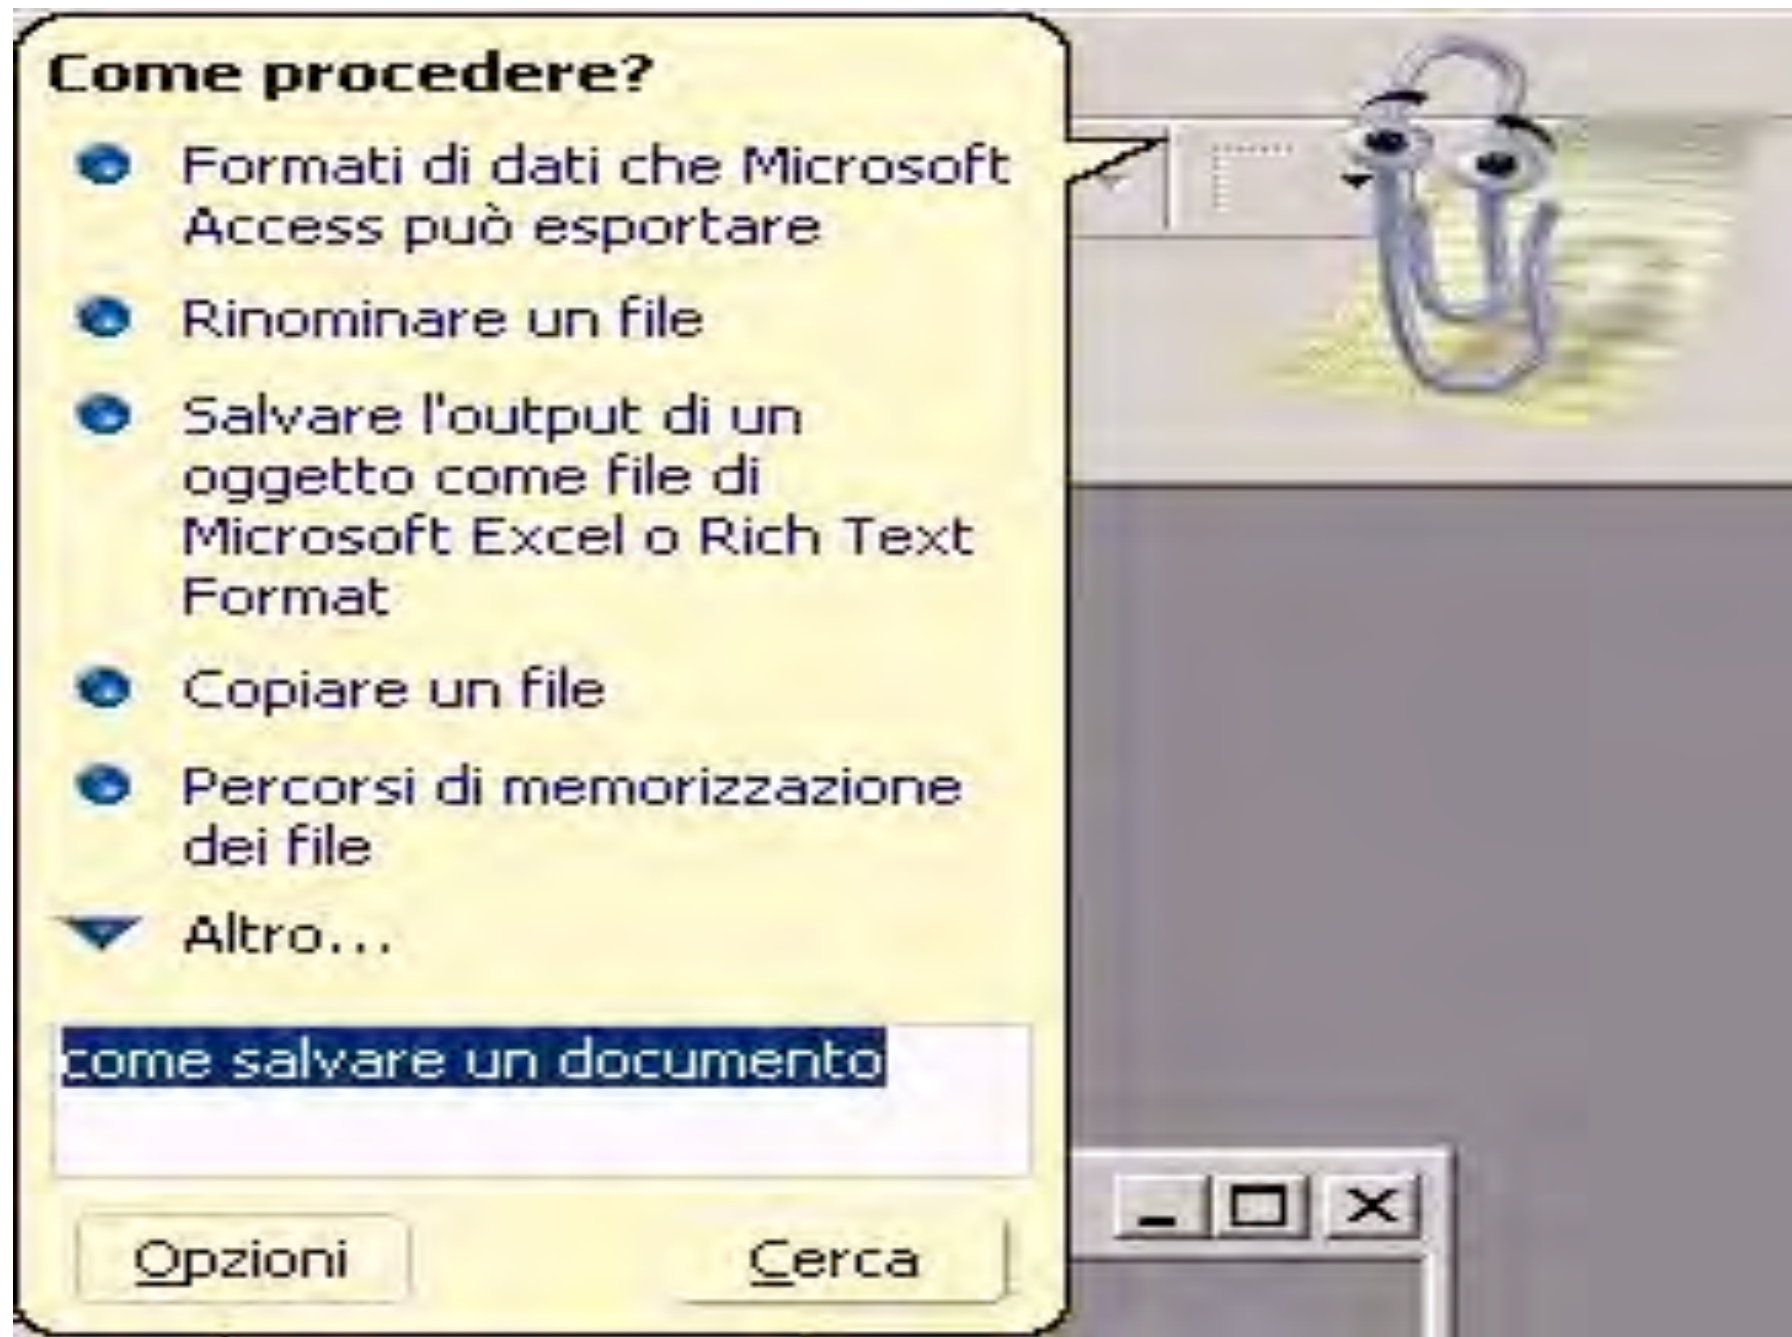 Come procedere?
Formati di dati che Microsoft
Access può esportare
Rinominare un file
Salvare l'output di un
oggetto come file di
Microsoft Excel o Rich Text
Format
Copiare un file
Percorsi di memorizzazione
dei file
Altro...
come salvare un documento
Opzioni
Cerca